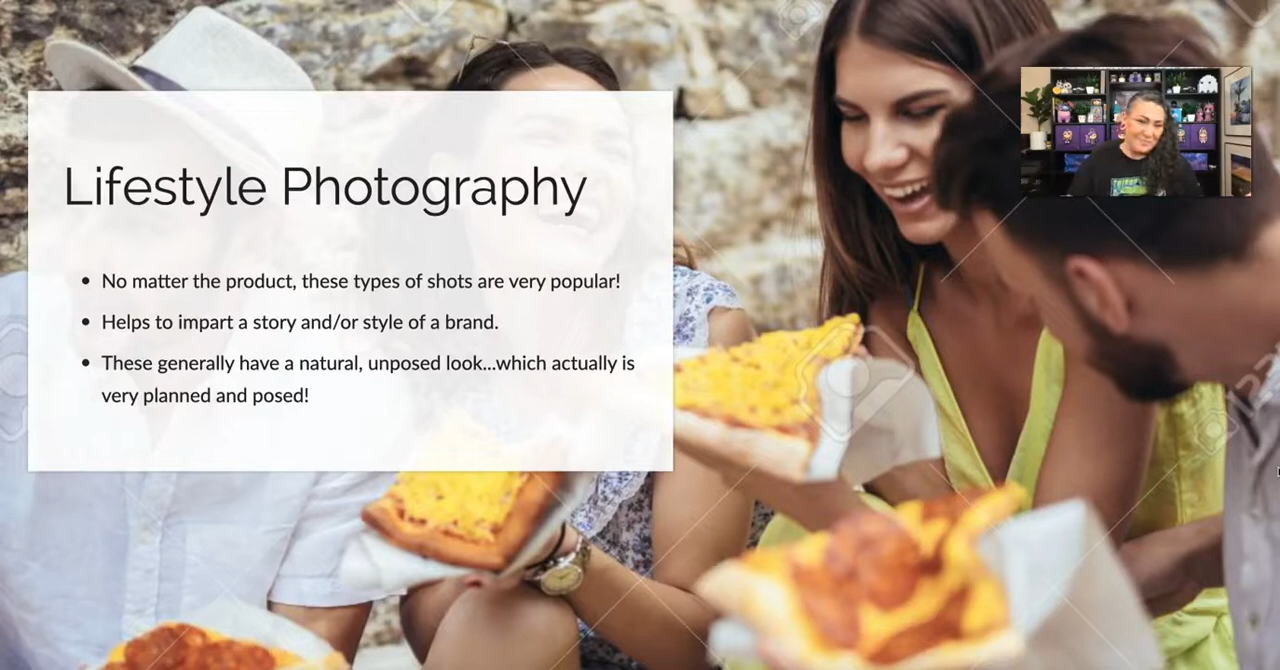 Lifestyle Photography
• No matter the product, these types of shots are very popular!
• Helps to impart a story and/or style of a brand.
• These generally have a natural, unposed look...which actually is
very planned and posed!